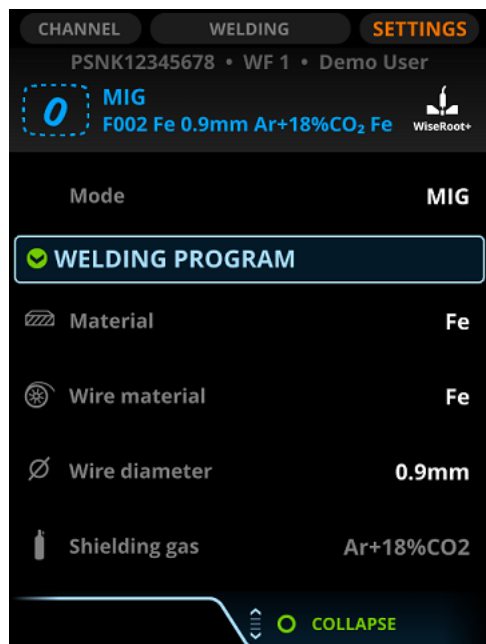 CHANNEL WELDING SETTINGS
PSNK12345678 • WF 1 • Demo User
0 MIG
F002 Fe 0.9mm Ar+18%CO₂ Fe WiseRoot+
Mode MIG
WELDING PROGRAM
Material Fe
Wire material Fe
Wire diameter 0.9mm
Shielding gas Ar+18%CO2
COLLAPSE